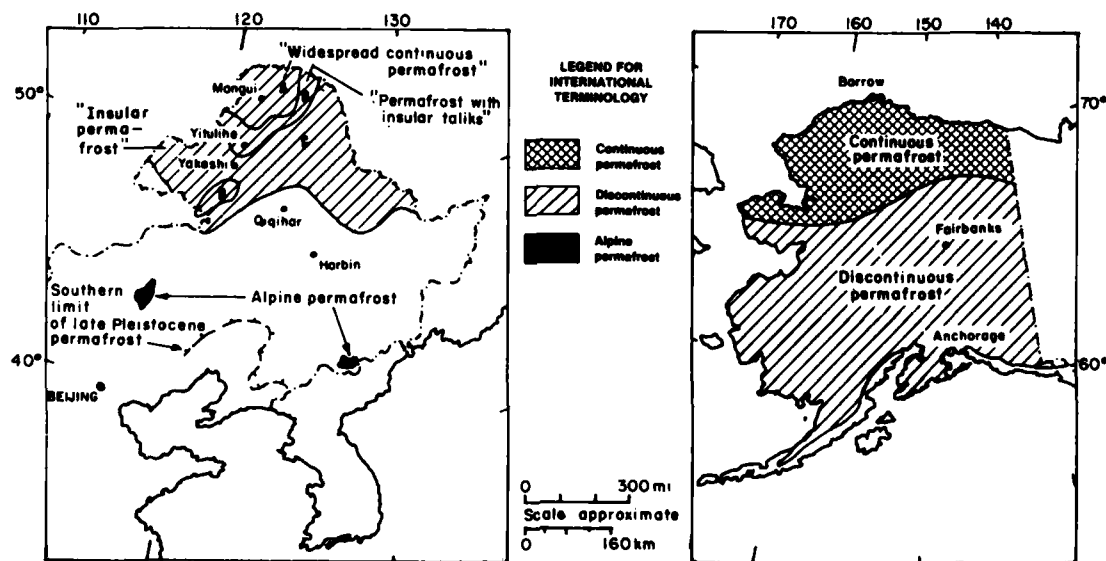 110
120
130
50°
40°
"Widespread continuous
permafrost"
Mangui
"Permafrost with
insular taliks"
"Insular
perma-
frost"
Yitulihe
Yakeshi
Qiqihar
Harbin
Southern
limit
of late Pleistocene
permafrost
Alpine permafrost
BEIJING
LEGEND FOR
INTERNATIONAL
TERMINOLOGY
Continuous
permafrost
Discontinuous
permafrost
Alpine
permafrost
0 300 mi
Scale approximate
0 160 km
170
160
150
140
70°
60°
Barrow
Continuous
permafrost
Fairbanks
Discontinuous
permafrost
Anchorage